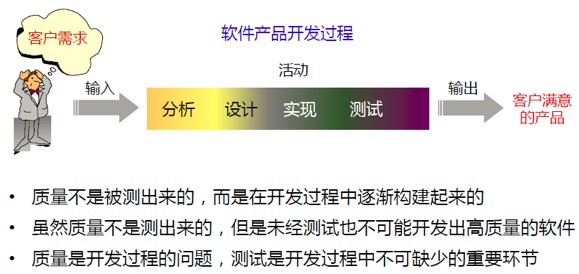 软件产品开发过程
客户需求
活动
输入
输出
分析 设计 实现 测试
客户满意
的产品
• 质量不是被测出来的，而是在开发过程中逐渐构建起来的
• 虽然质量不是测出来的，但是未经测试也不可能开发出高质量的软件
• 质量是开发过程的问题，测试是开发过程中不可缺少的重要环节